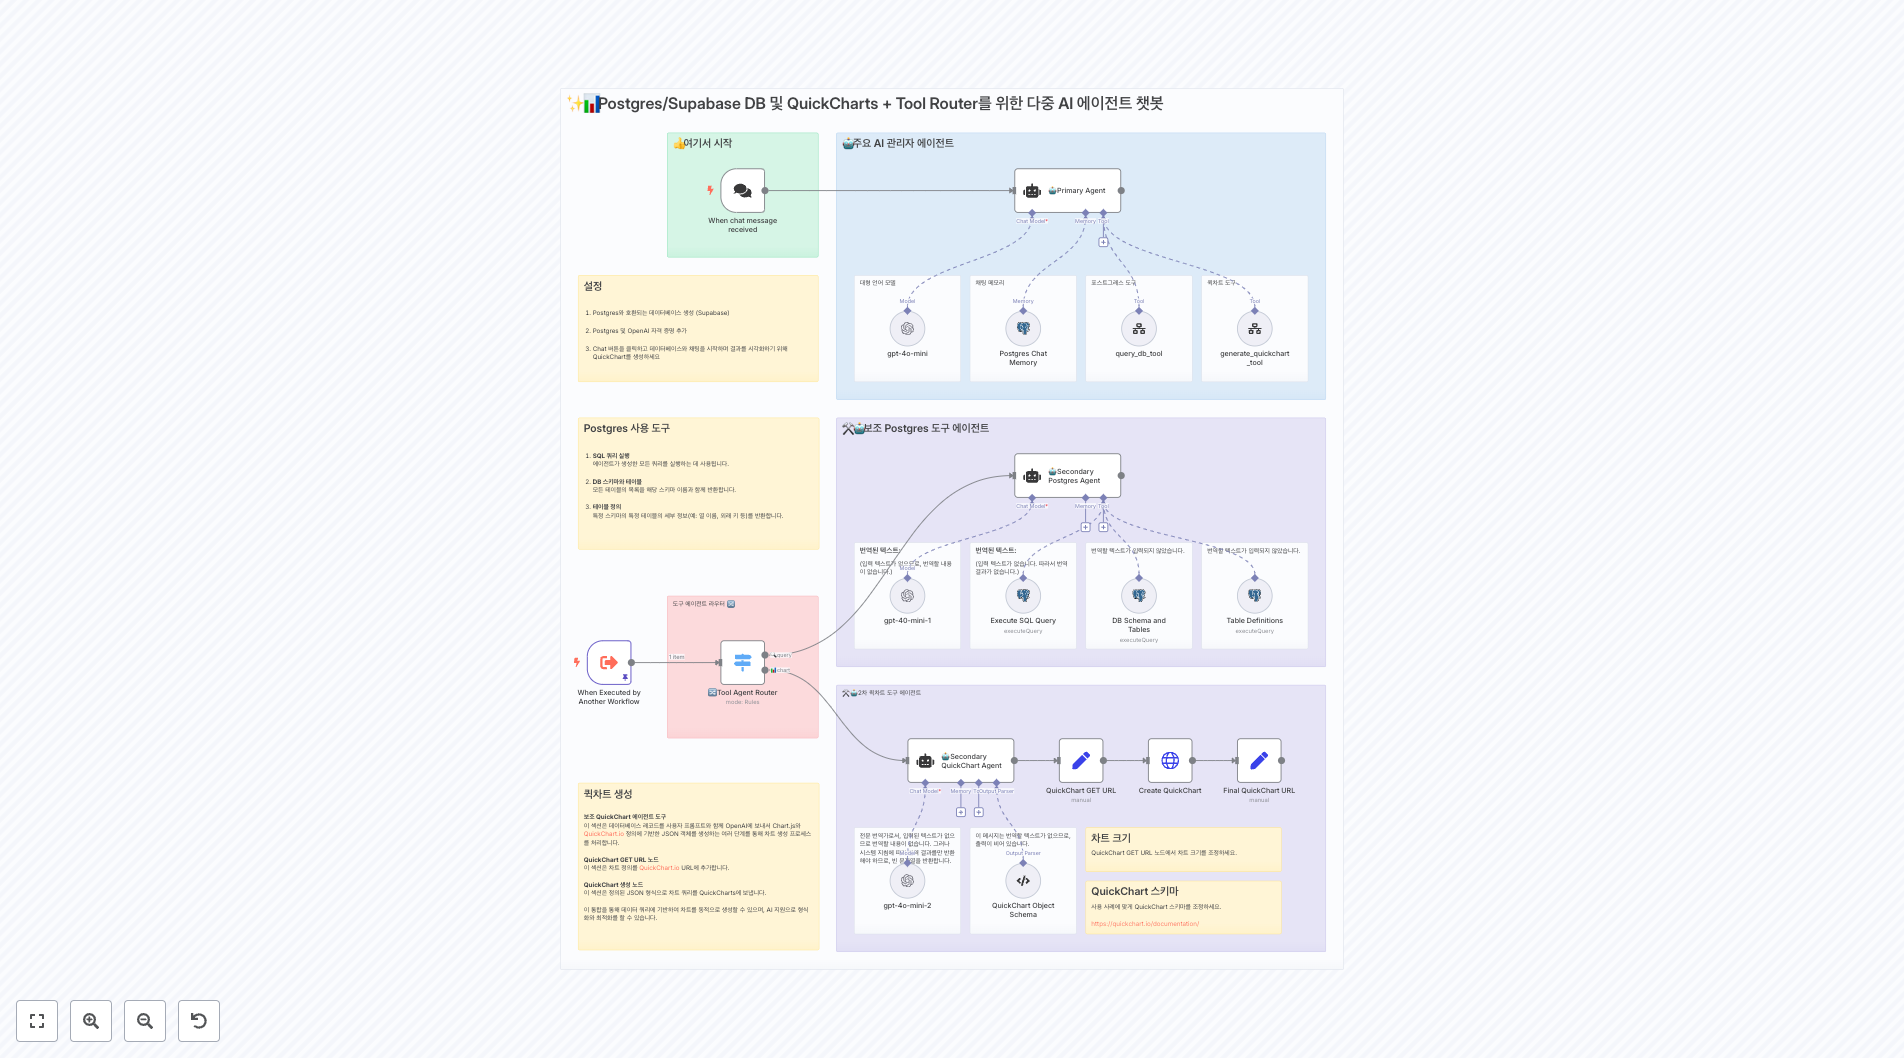 ✨📊Postgres/Supabase DB 및 QuickCharts + Tool Router를 위한 다중 AI 에이전트 챗봇
👍여기서 시작
When chat message
received
🤖주요 AI 관리자 에이전트
🤖Primary Agent
Chat Model*
Memory
Tool
대형 언어 모델
Model
gpt-4o-mini
채팅 메모리
Memory
Postgres Chat
Memory
포스트그레스 도구
Tool
query_db_tool
퀵차트 도구
Tool
generate_quickchart
_tool
설정
1. Postgres와 호환되는 데이터베이스 생성 (Supabase)
2. Postgres 및 OpenAI 자격 증명 추가
3. Chat 버튼을 클릭하고 데이터베이스와 채팅을 시작하며 결과를 시각화하기 위해
QuickChart를 생성하세요
Postgres 사용 도구
1. SQL 쿼리 실행
에이전트가 생성한 모든 쿼리를 실행하는 데 사용됩니다.
2. DB 스키마와 테이블
모든 테이블의 목록을 해당 스키마 이름과 함께 반환합니다.
3. 테이블 정의
특정 스키마의 특정 테이블의 세부 정보(예: 열 이름, 외래 키 등)를 반환합니다.
🛠️🤖보조 Postgres 도구 에이전트
🤖Secondary
Postgres Agent
Chat Model*
Memory
Tool
번역된 텍스트:
(입력 텍스트가 없으므로, 번역할 내용
이 없습니다.)
Model
gpt-40-mini-1
번역된 텍스트:
(입력 텍스트가 없습니다. 따라서 번역
결과가 없습니다.)
Execute SQL Query
executeQuery
번역할 텍스트가 입력되지 않았습니다.
DB Schema and
Tables
executeQuery
번역할 텍스트가 입력되지 않았습니다.
Table Definitions
executeQuery
도구 에이전트 라우터 🔀
When Executed by
Another Workflow
1 item
🔀Tool Agent Router
mode: Rules
query
chart
🛠️🤖2차 퀵차트 도구 에이전트
🤖Secondary
QuickChart Agent
Chat Model*
Memory
Output Parser
QuickChart GET URL
manual
Create QuickChart
Final QuickChart URL
manual
전문 번역가로서, 입력된 텍스트가 없으
므로 번역할 내용이 없습니다. 그러나
시스템 지침에 따라 결과를만 반환
해야 하므로, 빈 문자열을 반환합니다.
gpt-4o-mini-2
이 메시지는 번역할 텍스트가 없으므로,
출력이 비어 있습니다.
Output Parser
QuickChart Object
Schema
차트 크기
QuickChart GET URL 노드에서 차트 크기를 조정하세요.
QuickChart 스키마
사용 사례에 맞게 QuickChart 스키마를 조정하세요.
https://quickchart.io/documentation/
퀵차트 생성
보조 QuickChart 에이전트 도구
이 섹션은 데이터베이스 레코드를 사용자 프롬프트와 함께 OpenAI에 보내서 Chart.js와
QuickChart.io 정의에 기반한 JSON 객체를 생성하는 여러 단계를 통해 차트 생성 프로세스
를 처리합니다.
QuickChart GET URL 노드
이 섹션은 차트 정의를 QuickChart.io URL에 추가합니다.
QuickChart 생성 노드
이 섹션은 정의된 JSON 형식으로 차트 쿼리를 QuickCharts에 보냅니다.
이 통합을 통해 데이터 쿼리에 기반하여 차트를 동적으로 생성할 수 있으며, AI 지원으로 형식
화와 최적화를 할 수 있습니다.